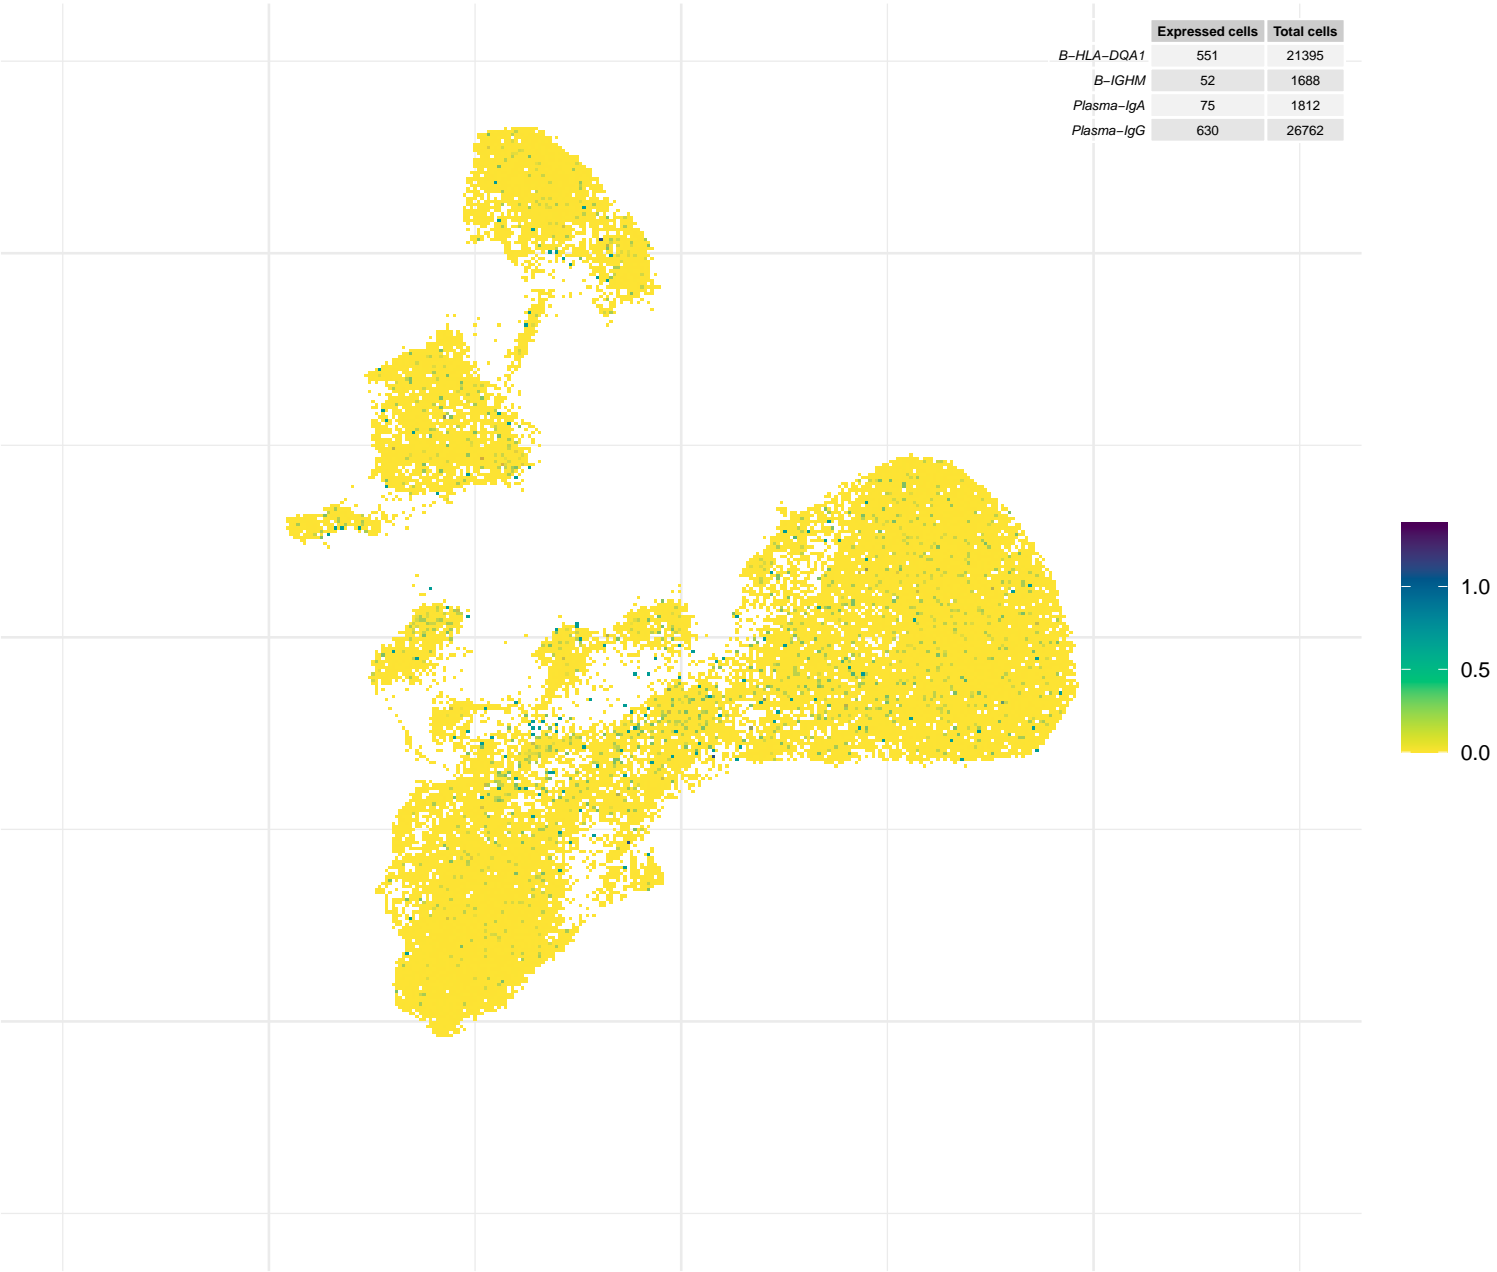 Expressed cells Total cells
B−HLA−DQA1 551 21395
B−IGHM 52 1688
Plasma−IgA 75 1812
Plasma−IgG 630 26762
1.0
0.5
0.0